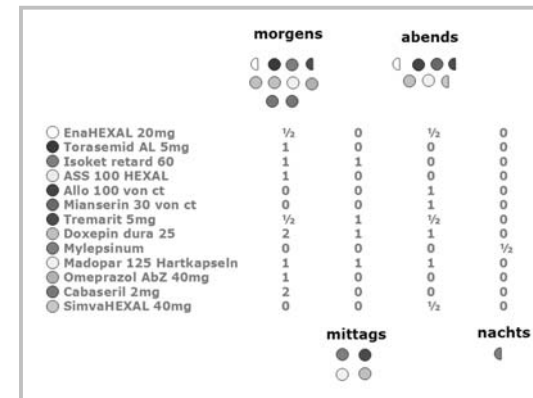 morgens abends
EnaHEXAL 20mg ½ 0 ½ 0
Torasemid AL 5mg 1 0 0 0
Isoket retard 60 1 1 0 0
ASS 100 HEXAL 1 0 0 0
Allo 100 von ct 0 0 1 0
Mianserin 30 von ct 0 0 1 0
Tremarit 5mg ½ 1 ½ 0
Doxepin dura 25 2 1 1 0
Mylepsinum 0 0 0 ½
Madopar 125 Hartkapseln 1 1 1 0
Omeprazol AbZ 40mg 1 0 0 0
Cabaseril 2mg 2 0 0 0
SimvaHEXAL 40mg 0 0 ½ 0
mittags nachts